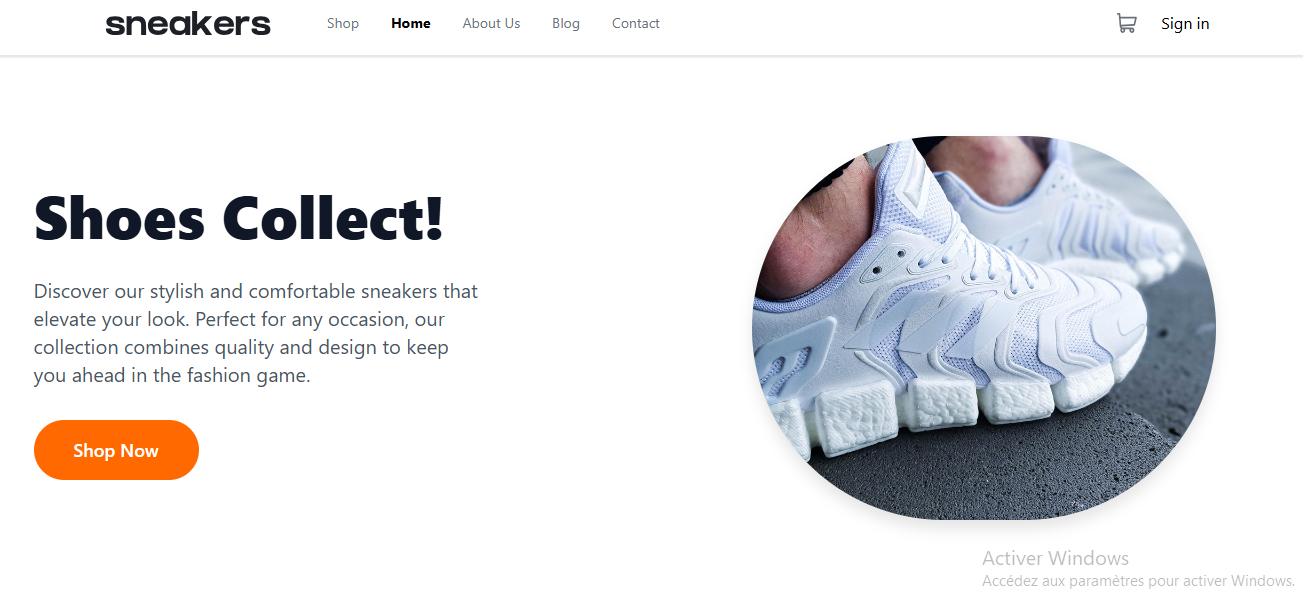 sneakers
Shop
Home
About Us
Blog
Contact
Sign in
Shoes Collect!
Discover our stylish and comfortable sneakers that
elevate your look. Perfect for any occasion, our
collection combines quality and design to keep
you ahead in the fashion game.
Shop Now
Activer Windows
Accédez aux paramètres pour activer Windows.